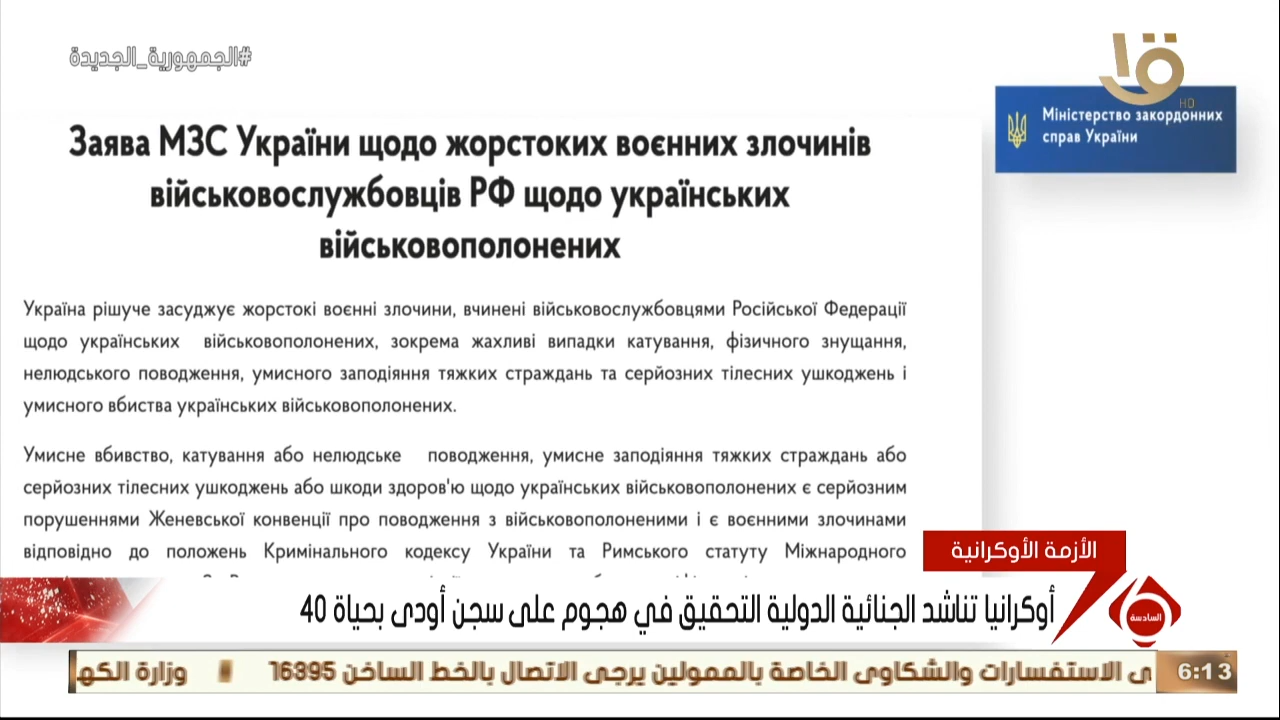 #الجمهورية_الجديدة
HD
Міністерство закордонних
справ України
Заява МЗС України щодо жорстоких воєнних злочинів
військовослужбовців РФ щодо українських
військовополонених
Україна рішуче засуджує жорстокі воєнні злочини, вчинені військовослужбовцями Російської Федерації
щодо українських військовополонених, зокрема жахливі випадки катування, фізичного знущання,
нелюдського поводження, умисного заподіяння тяжких страждань та серйозних тілесних ушкоджень і
умисного вбиства українських військовополонених.
Умисне вбивство, катування або нелюдське поводження, умисне заподіяння тяжких страждань або
серйозних тілесних ушкоджень або шкоди здоров'ю щодо українських військовополонених є серйозним
порушеннями Женевської конвенції про поводження з військовополоненими і є воєнними злочинами
відповідно до положень Кримінального кодексу України та Римського статуту Міжнародного
الأزمة الأوكرانية
أوكرانيا تناشد الجنائية الدولية التحقيق في هجوم على سجن أودى بحياة 40
السادسة
6:13
ى الاستفسارات والشكاوى الخاصة بالممولين يرجى الاتصال بالخط الساخن 16395 وزارة الكه